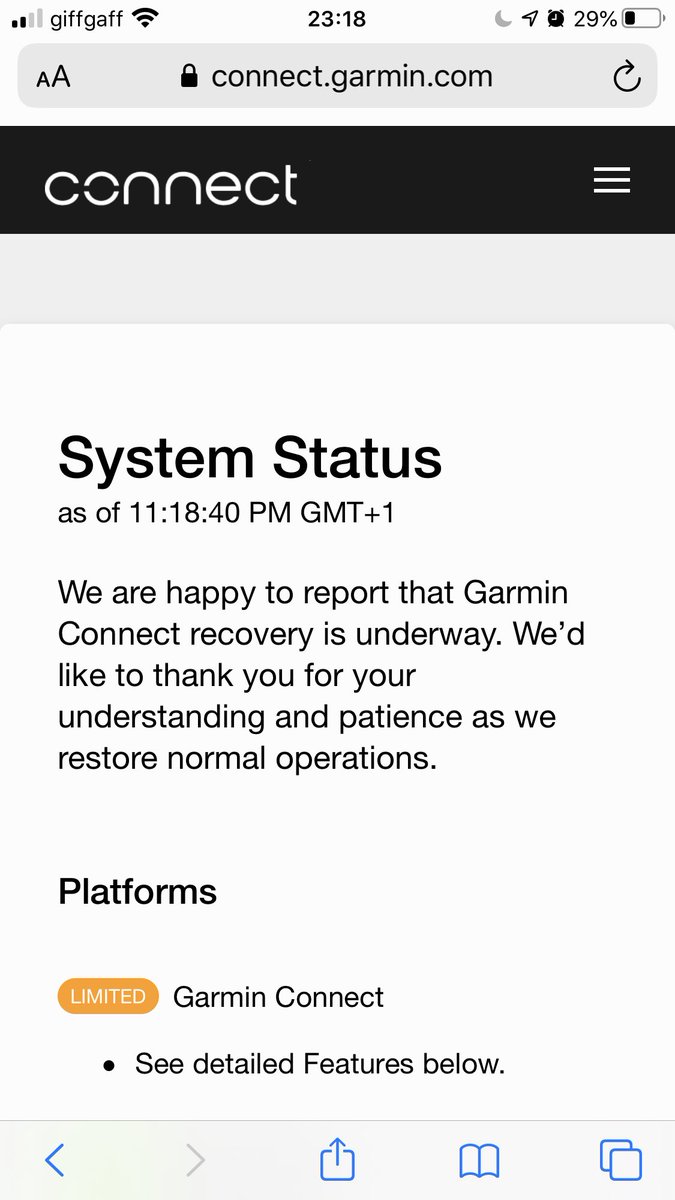 giffgaff 23:18 29%
AA connect.garmin.com
connect
System Status
as of 11:18:40 PM GMT+1
We are happy to report that Garmin
Connect recovery is underway. We’d
like to thank you for your
understanding and patience as we
restore normal operations.
Platforms
LIMITED Garmin Connect
• See detailed Features below.